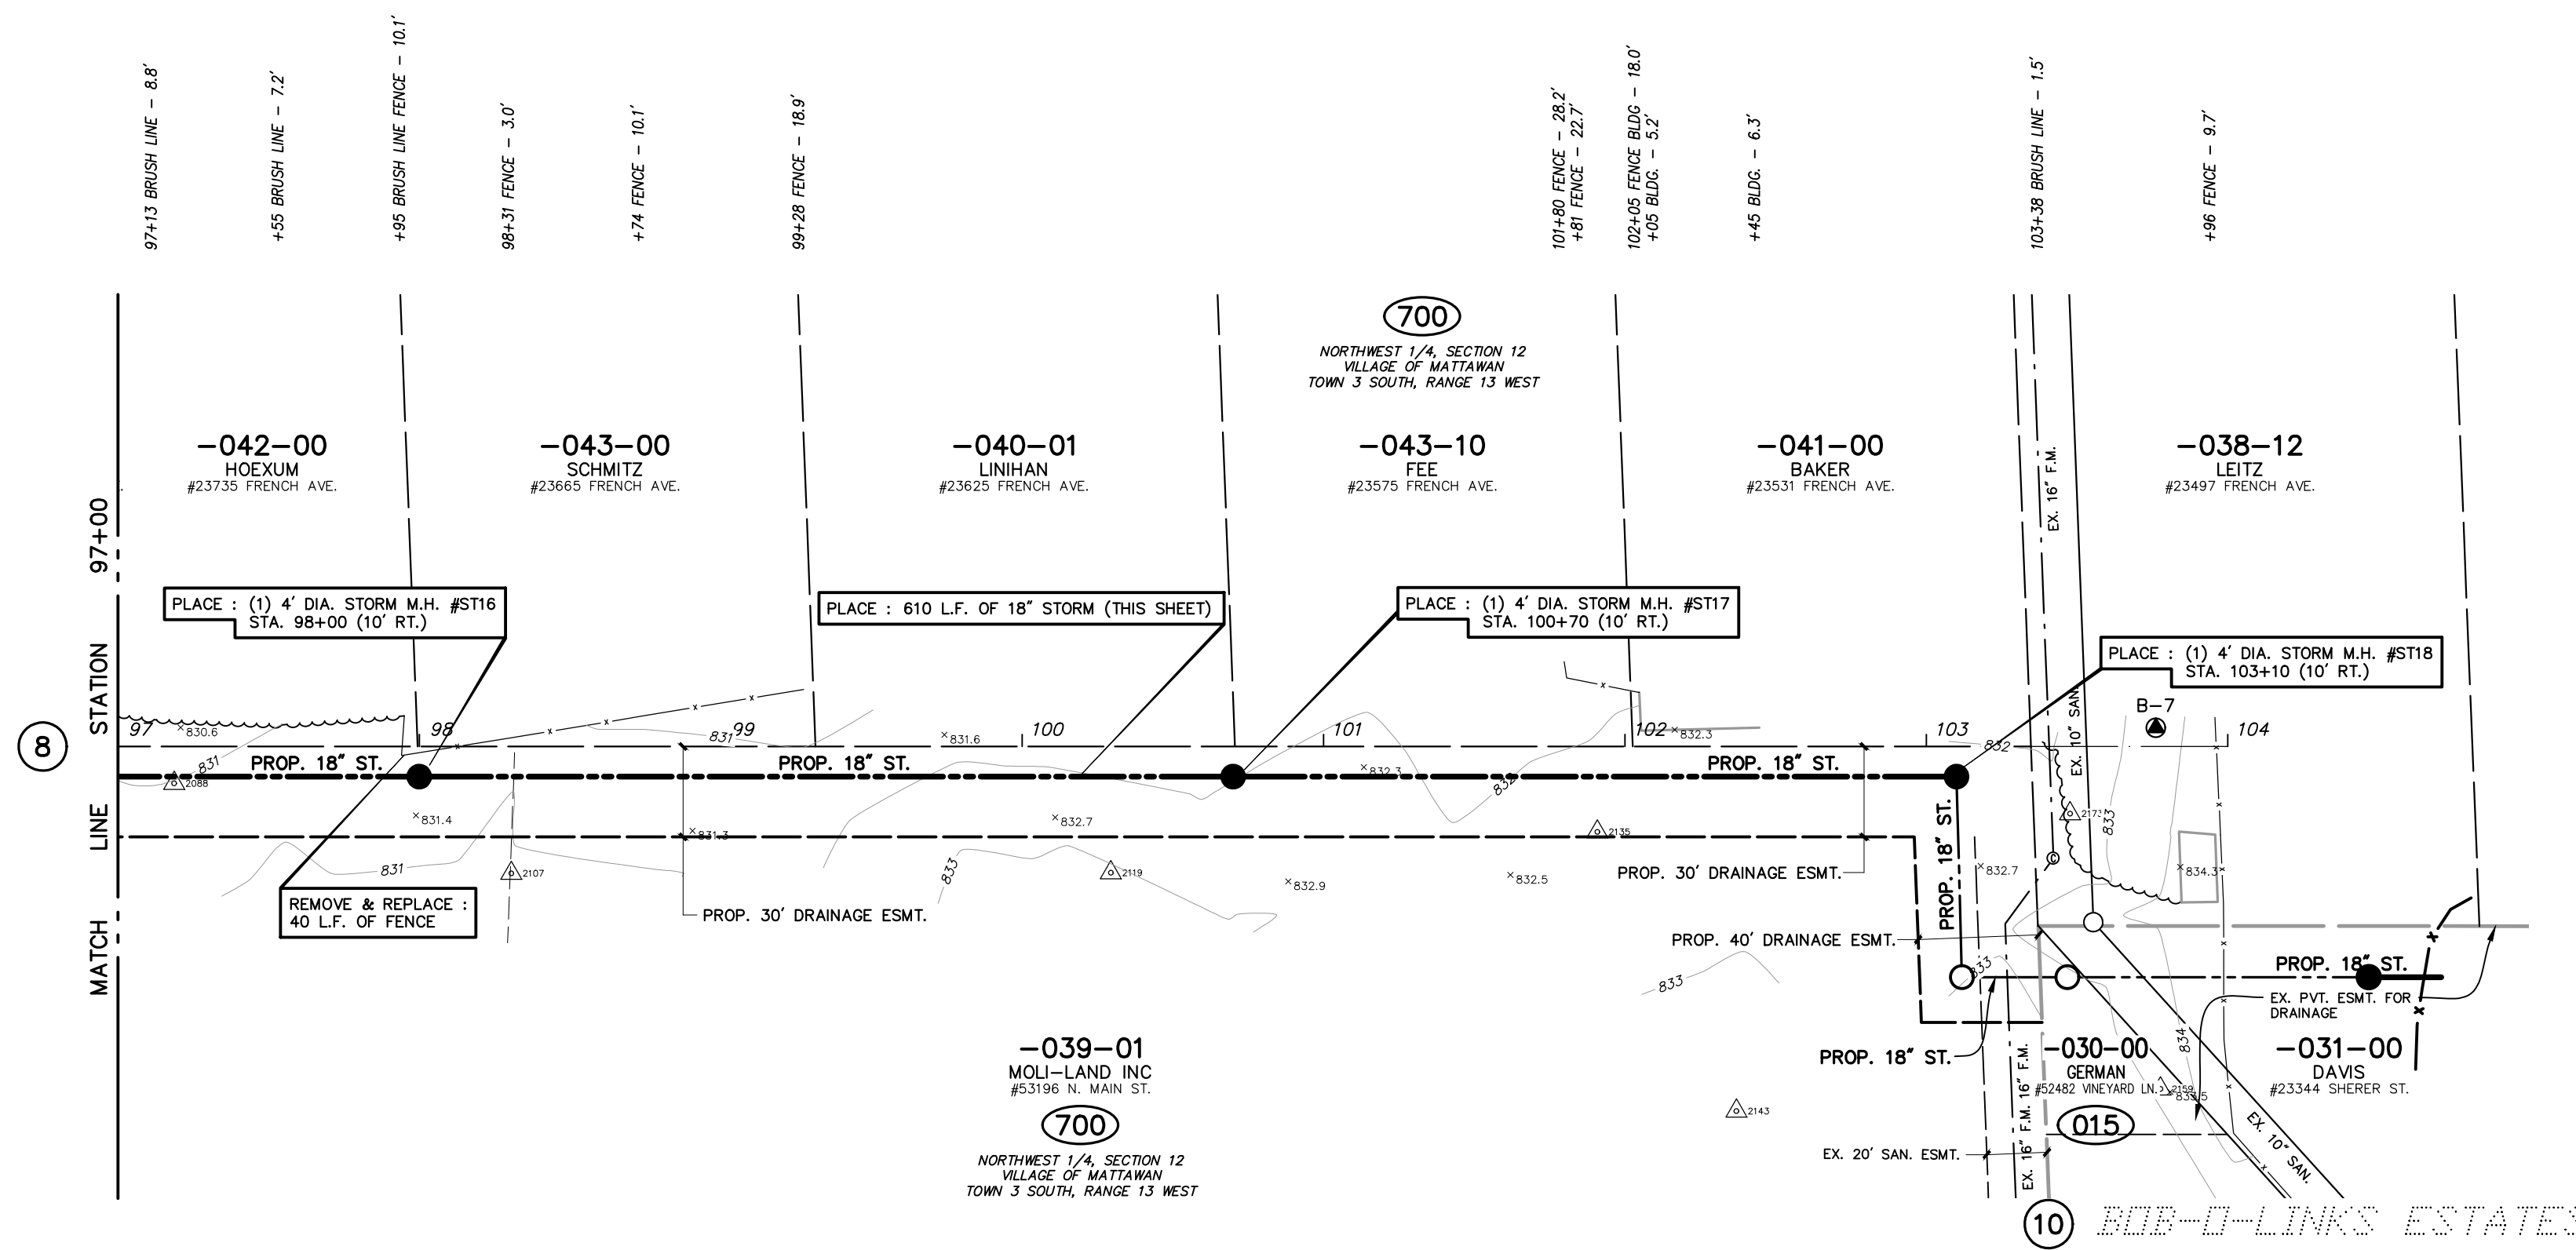 97+13 BRUSH LINE – 8.8'
+55 BRUSH LINE – 7.2'
+95 BRUSH LINE FENCE – 10.1'
98+31 FENCE – 3.0'
+74 FENCE – 10.1'
99+28 FENCE – 18.9'
101+80 FENCE – 28.2'
+81 FENCE – 22.7'
102+05 FENCE BLDG – 18.0'
+05 BLDG. – 5.2'
+45 BLDG. – 6.3'
103+38 BRUSH LINE – 1.5'
+96 FENCE – 9.7'
700
NORTHWEST 1/4, SECTION 12
VILLAGE OF MATTAWAN
TOWN 3 SOUTH, RANGE 13 WEST
-042-00
HOEXUM
#23735 FRENCH AVE.
-043-00
SCHMITZ
#23665 FRENCH AVE.
-040-01
LINIHAN
#23625 FRENCH AVE.
-043-10
FEE
#23575 FRENCH AVE.
-041-00
BAKER
#23531 FRENCH AVE.
-038-12
LEITZ
#23497 FRENCH AVE.
EX. 16" F.M.
MATCH LINE STATION 97+00
PLACE : (1) 4' DIA. STORM M.H. #ST16
STA. 98+00 (10' RT.)
PLACE : 610 L.F. OF 18" STORM (THIS SHEET)
PLACE : (1) 4' DIA. STORM M.H. #ST17
STA. 100+70 (10' RT.)
PLACE : (1) 4' DIA. STORM M.H. #ST18
STA. 103+10 (10' RT.)
EX. 10" SAN.
B-7
8
97
830.6
98
831
99
831.6
100
101
102
832.3
103
832
104
831
PROP. 18" ST.
PROP. 18" ST.
832.3
832
PROP. 18" ST.
2088
831.4
831.3
832.7
2135
2173
833
PROP. 18" ST.
831
2107
833
2119
832.9
832.5
PROP. 30' DRAINAGE ESMT.
832.7
834.3
REMOVE & REPLACE :
40 L.F. OF FENCE
PROP. 30' DRAINAGE ESMT.
PROP. 40' DRAINAGE ESMT.
833
833
PROP. 18" ST.
EX. PVT. ESMT. FOR
DRAINAGE
834
-039-01
MOLI-LAND INC
#53196 N. MAIN ST.
PROP. 18" ST.
-030-00
GERMAN
#52482 VINEYARD LN.
2159
-031-00
DAVIS
#23344 SHERER ST.
700
2143
015
NORTHWEST 1/4, SECTION 12
VILLAGE OF MATTAWAN
TOWN 3 SOUTH, RANGE 13 WEST
EX. 20' SAN. ESMT.
EX. 16" F.M. 16" F.M.
EX. 10" SAN.
10
BOB-O-LINKS ESTATES